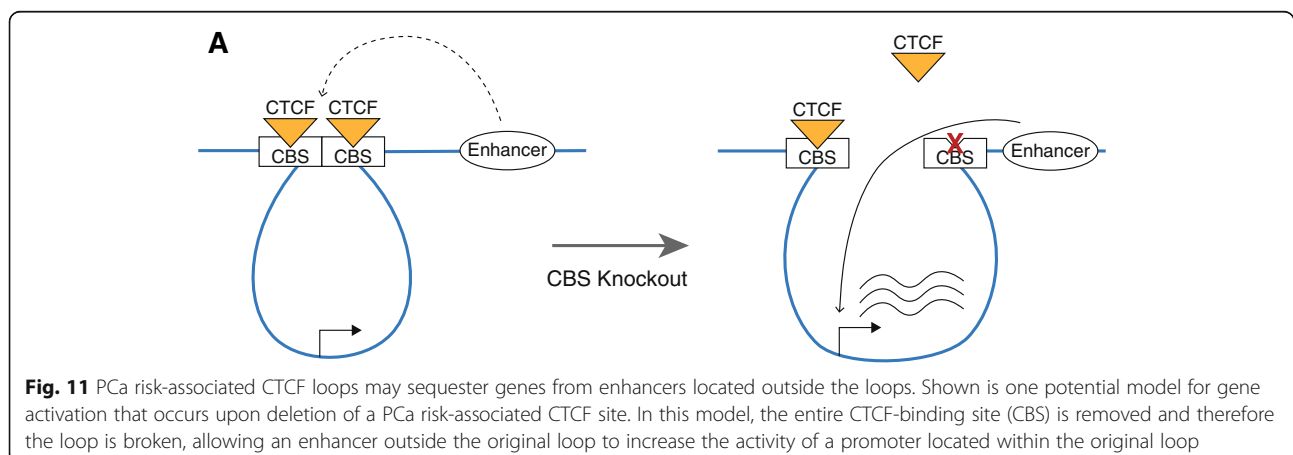 A
CTCF CTCF
CBS CBS
Enhancer
CBS Knockout
CTCF
CTCF
CBS
X
CBS
Enhancer
Fig. 11 PCa risk-associated CTCF loops may sequester genes from enhancers located outside the loops. Shown is one potential model for gene
activation that occurs upon deletion of a PCa risk-associated CTCF site. In this model, the entire CTCF-binding site (CBS) is removed and therefore
the loop is broken, allowing an enhancer outside the original loop to increase the activity of a promoter located within the original loop